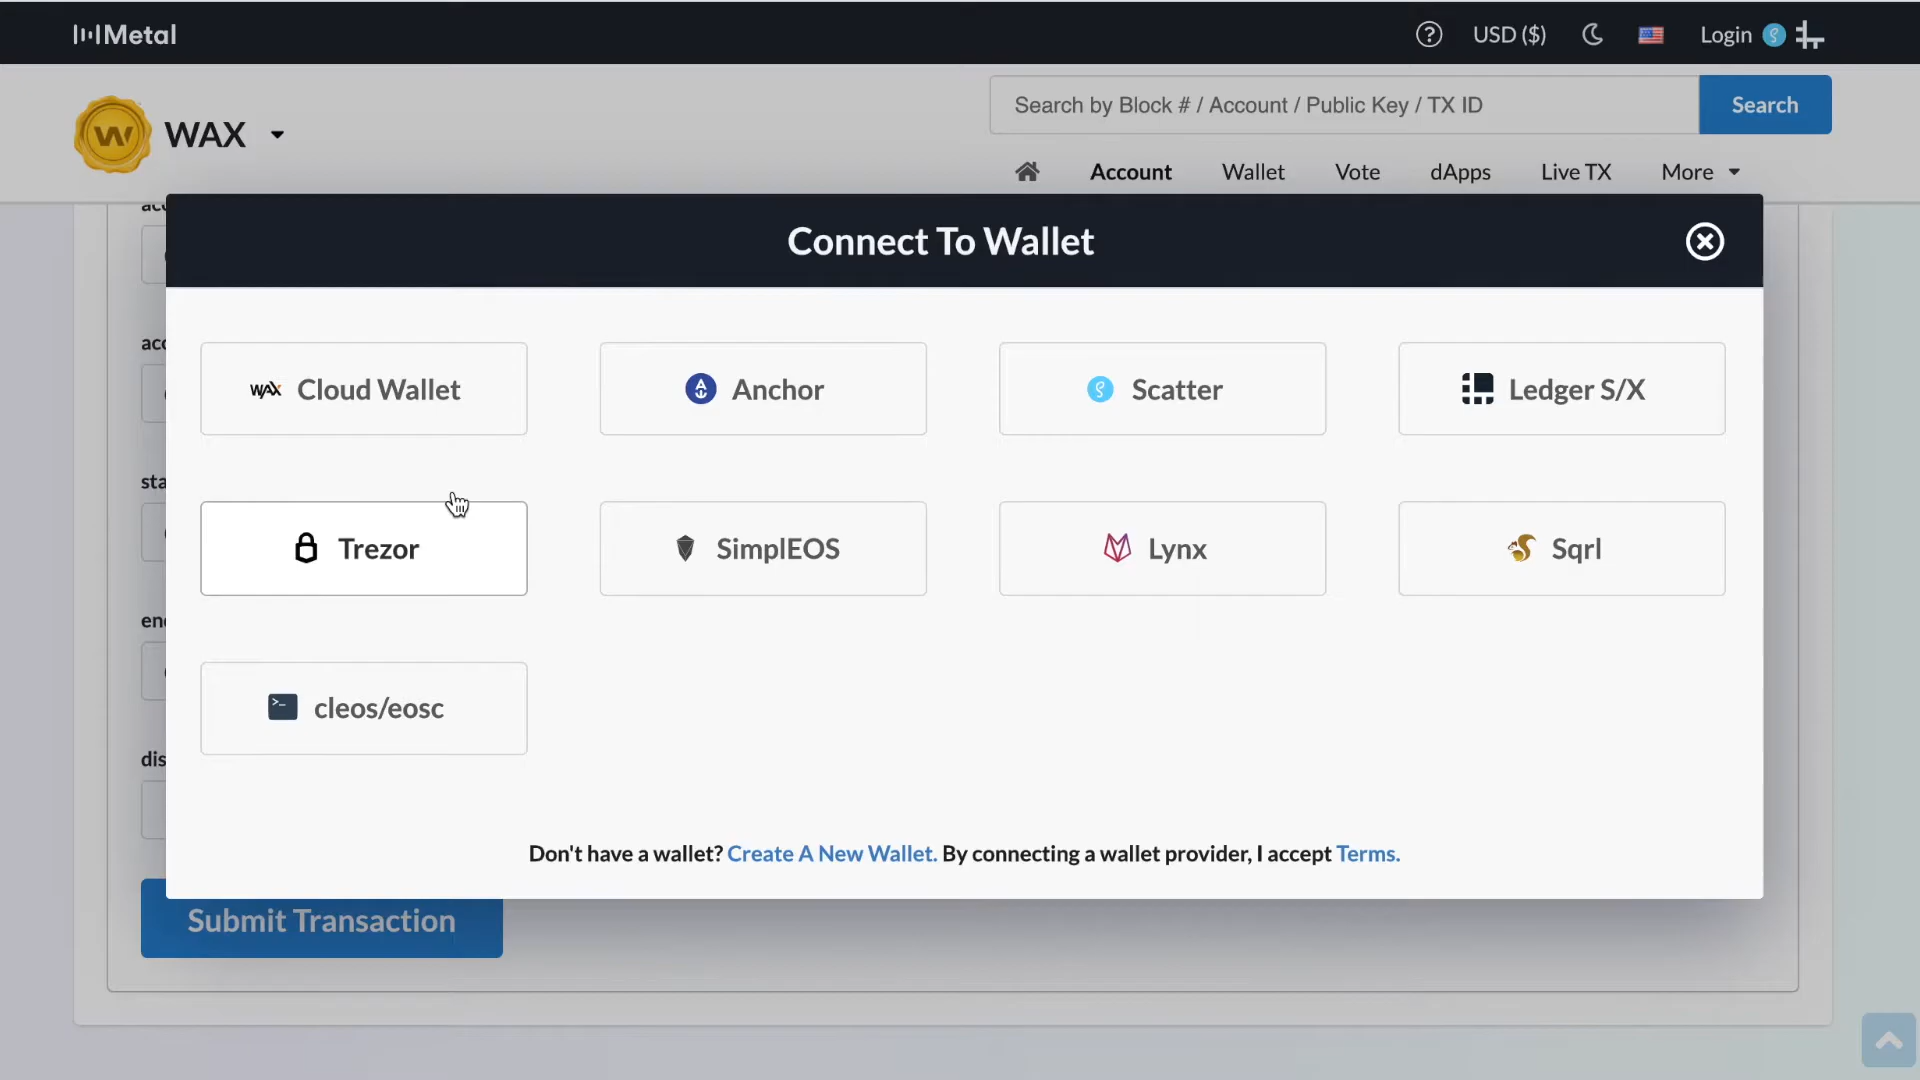 Metal
USD ($)
Login
WAX
Search by Block # / Account / Public Key / TX ID
Search
Account
Wallet
Vote
dApps
Live TX
More
Connect To Wallet
WAX Cloud Wallet
Anchor
Scatter
Ledger S/X
Trezor
SimplEOS
Lynx
Sqrl
cleos/eosc
Don't have a wallet? Create A New Wallet. By connecting a wallet provider, I accept Terms.
Submit Transaction